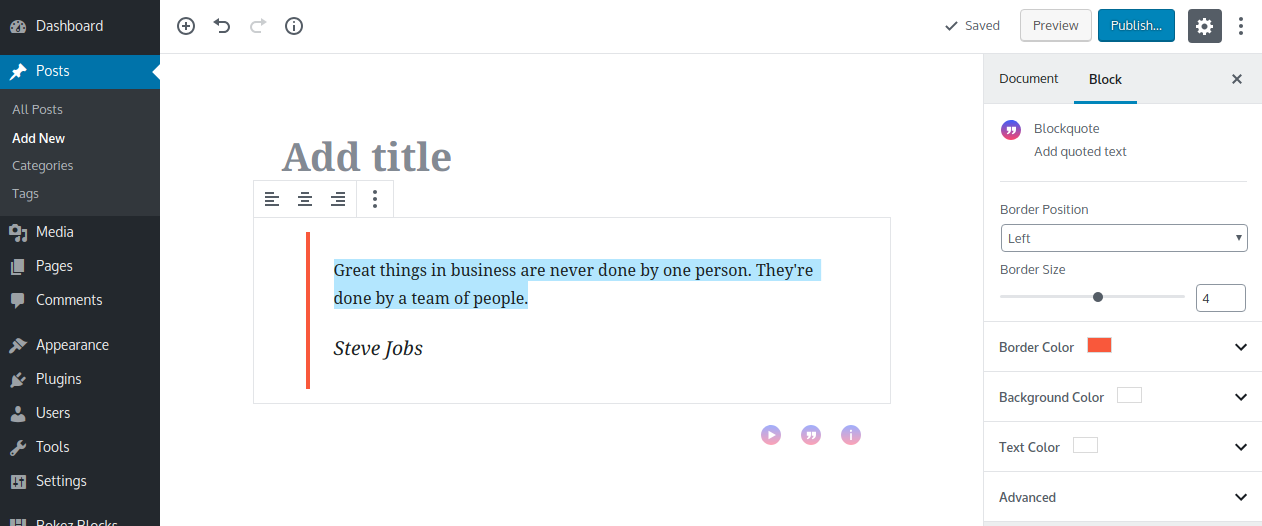 Dashboard
Posts
All Posts
Add New
Categories
Tags
Media
Pages
Comments
Appearance
Plugins
Users
Tools
Settings
Bokez Blocks
Saved
Preview
Publish...
Add title
Great things in business are never done by one person. They're
done by a team of people.
Steve Jobs
Document
Block
Blockquote
Add quoted text
Border Position
Left
Border Size
4
Border Color
Background Color
Text Color
Advanced